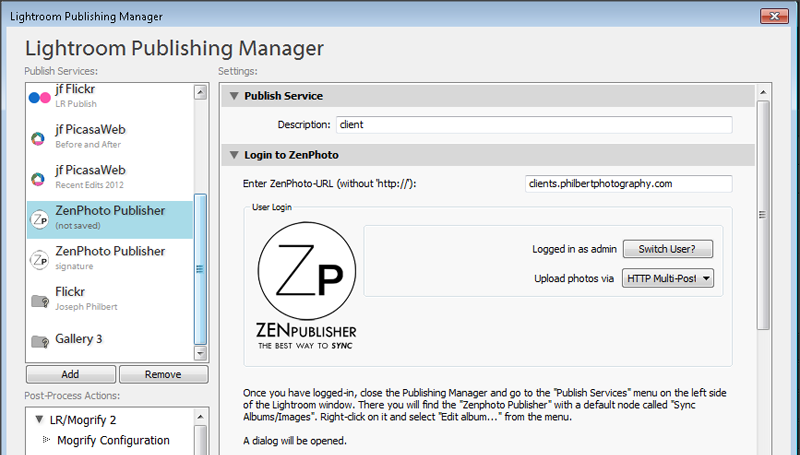 Lightroom Publishing Manager
Lightroom Publishing Manager
Publish Services:
jf Flickr
LR Publish
jf PicasaWeb
Before and After
jf PicasaWeb
Recent Edits 2012
ZP
ZenPhoto Publisher
(not saved)
ZP
ZenPhoto Publisher
signature
Flickr
Joseph Philbert
Gallery 3
Add
Remove
Post-Process Actions:
LR/Mogrify 2
Mogrify Configuration
Settings:
Publish Service
Description: client
Login to ZenPhoto
Enter ZenPhoto-URL (without 'http://'): clients.philbertphotography.com
User Login
ZP
ZENPUBLISHER
THE BEST WAY TO SYNC
Logged in as admin Switch User?
Upload photos via HTTP Multi-Post
Once you have logged-in, close the Publishing Manager and go to the "Publish Services" menu on the left side
of the Lightroom window. There you will find the "Zenphoto Publisher" with a default node called "Sync
Albums/Images". Right-click on it and select "Edit album..." from the menu.
A dialog will be opened.